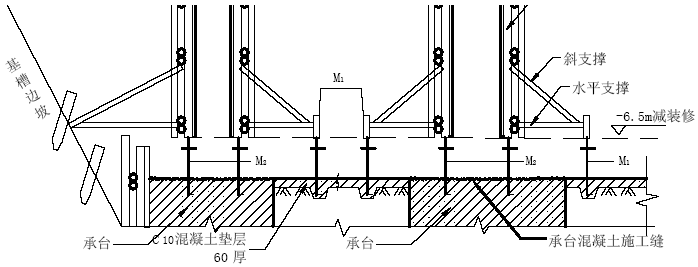 基槽边坡
M1
斜支撑
水平支撑
-6.5m减装修
M2
M2
M1
承台
C10混凝土垫层
60厚
承台
承台混凝土施工缝